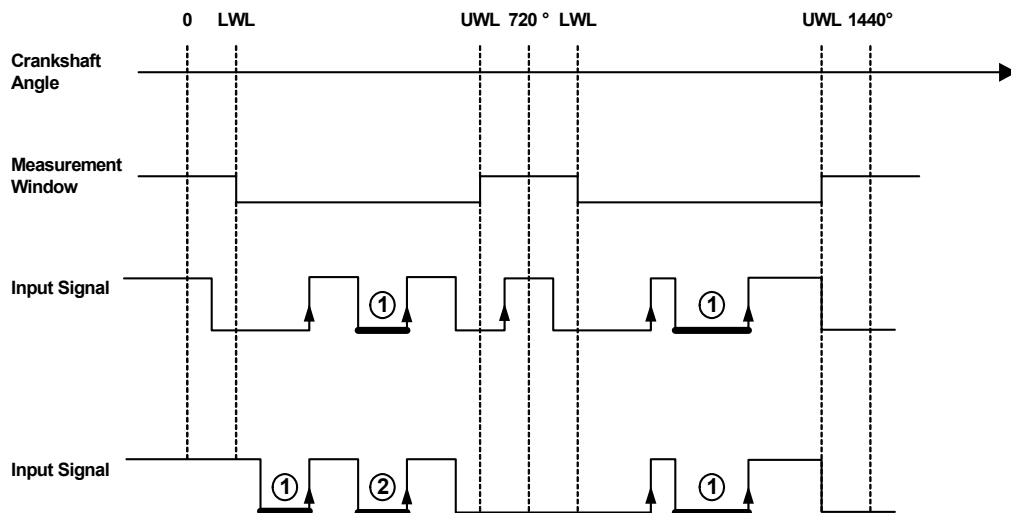 0 LWL UWL 720 ° LWL UWL 1440°
Crankshaft
Angle
Measurement
Window
Input Signal
1 1
Input Signal
1 2 1